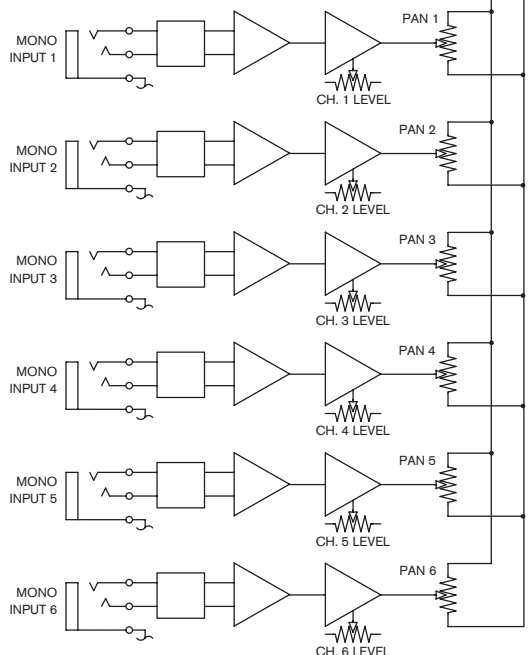 PAN 1
MONO
INPUT 1
CH. 1 LEVEL
PAN 2
MONO
INPUT 2
CH. 2 LEVEL
PAN 3
MONO
INPUT 3
CH. 3 LEVEL
PAN 4
MONO
INPUT 4
CH. 4 LEVEL
PAN 5
MONO
INPUT 5
CH. 5 LEVEL
PAN 6
MONO
INPUT 6
CH. 6 LEVEL